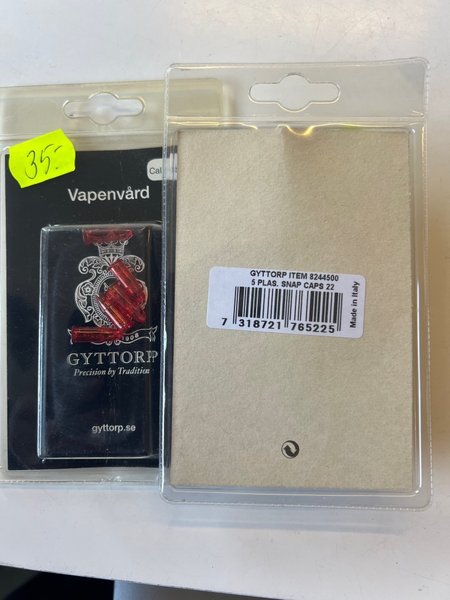 35:-
Cal
Vapenvård
1908
GYTTORP
Precision by Tradition
gyttorp.se
GYTTORP ITEM 8244500
5 PLAS. SNAP CAPS 22
7 318721 765225
Made in Italy